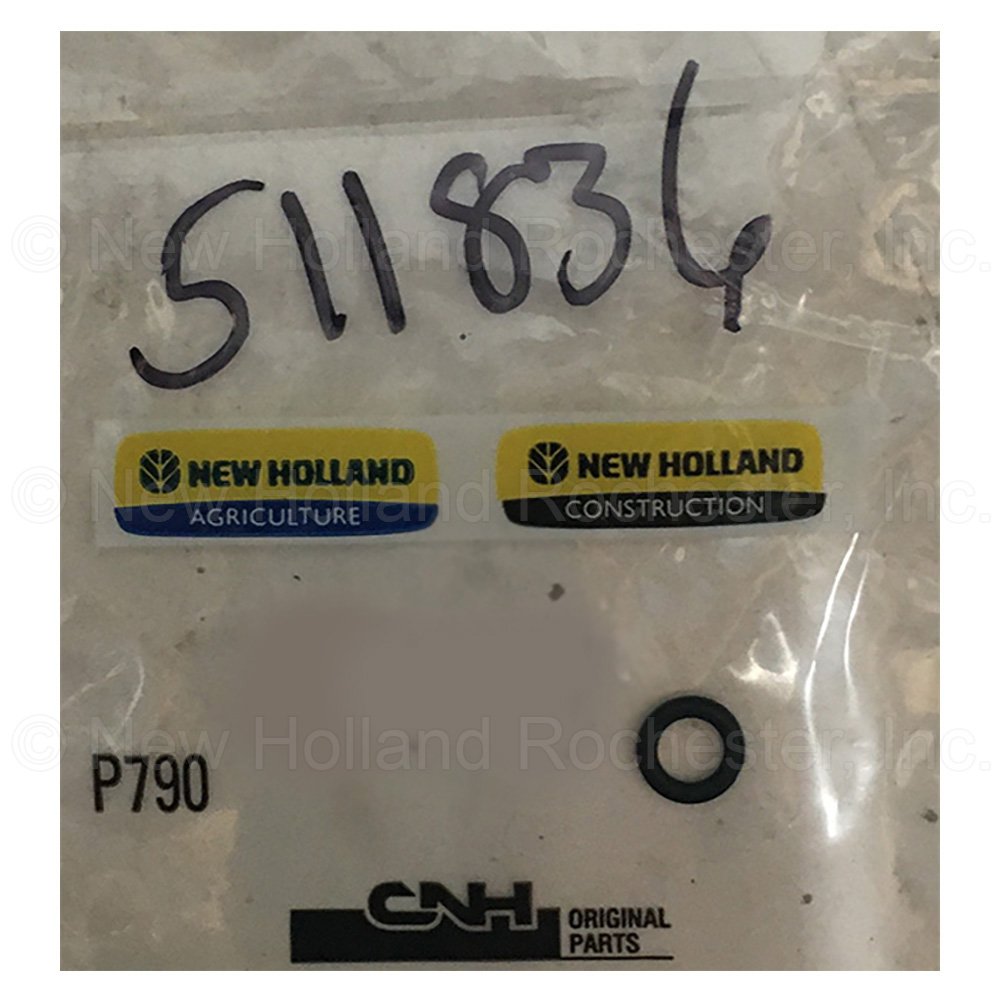 511836
© New Holland Rochester, Inc.
NEW HOLLAND
AGRICULTURE
NEW HOLLAND
CONSTRUCTION
© New Holland Rochester, Inc.
© New Holland Rochester, Inc.
P790
CNH
ORIGINAL
PARTS